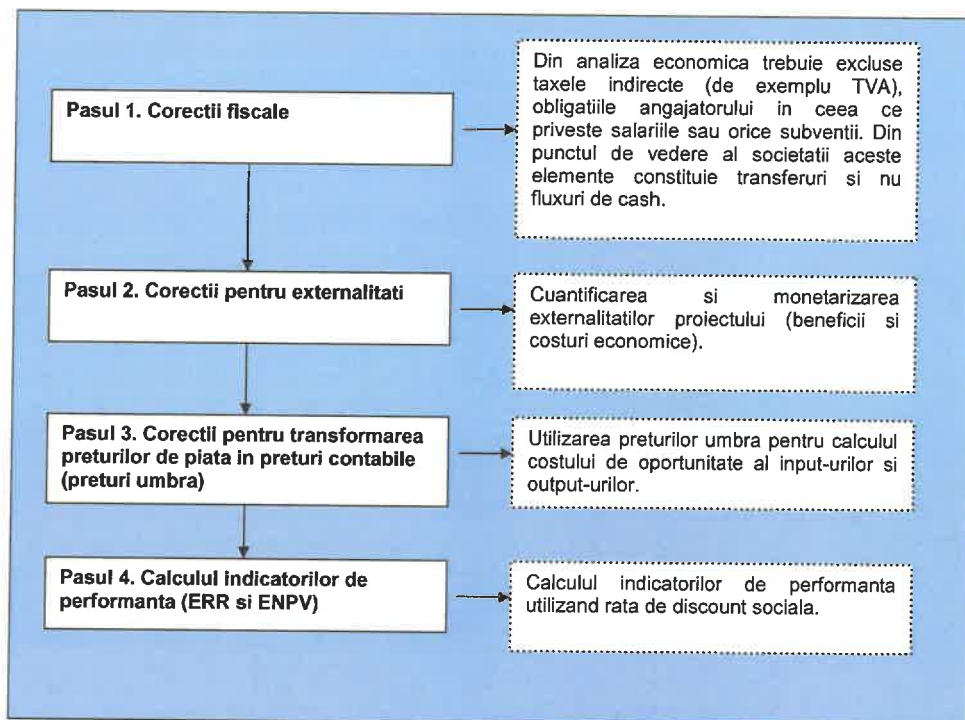 Pasul 1. Corectii fiscale
Din analiza economica trebuie excluse
taxele indirecte (de exemplu TVA),
obligatiile angajatorului in ceea ce
priveste salariile sau orice subventii. Din
punctul de vedere al societatii aceste
elemente constituie transferuri si nu
fluxuri de cash.
Pasul 2. Corectii pentru externalitati
Cuantificarea si monetarizarea
externalitatilor proiectului (beneficii si
costuri economice).
Pasul 3. Corectii pentru transformarea
preturilor de piata in preturi contabile
(preturi umbra)
Utilizarea preturilor umbra pentru calculul
costului de oportunitate al input-urilor si
output-urilor.
Pasul 4. Calculul indicatorilor de
performanta (ERR si ENPV)
Calculul indicatorilor de performanta
utilizand rata de discount sociala.